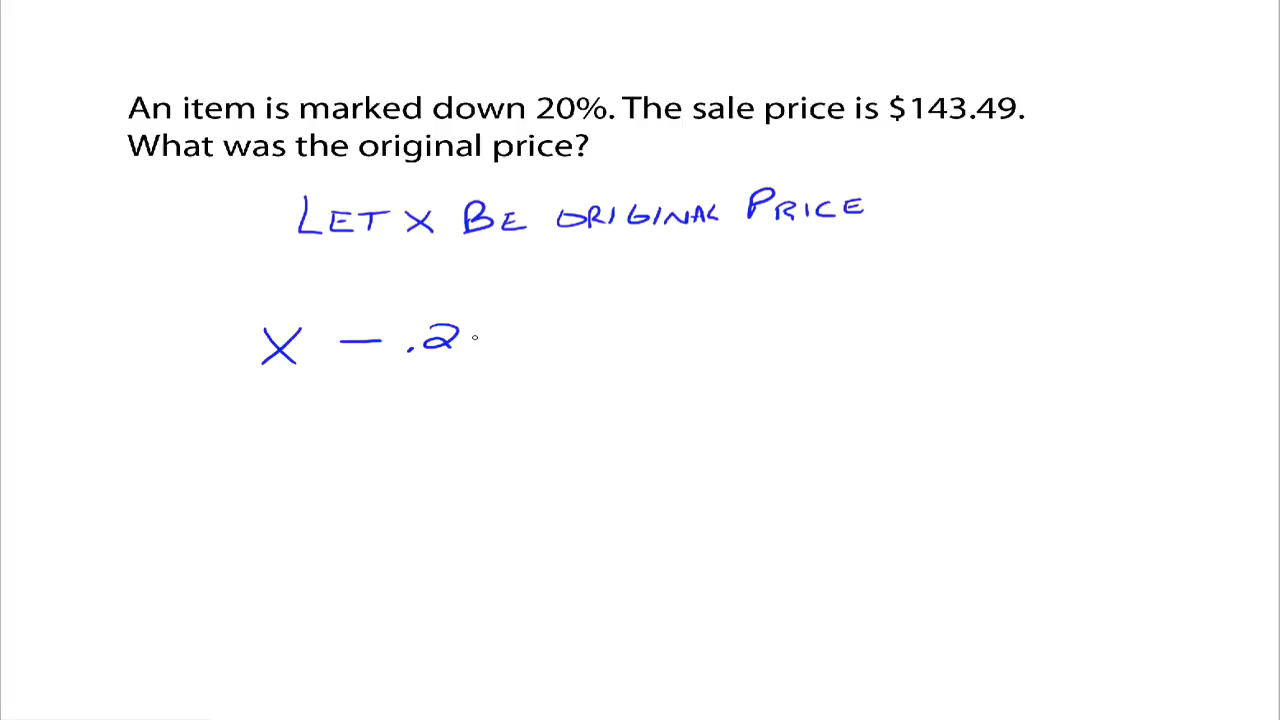 An item is marked down 20%. The sale price is $143.49.
What was the original price?
LET X BE ORIGINAL PRICE
X - .2